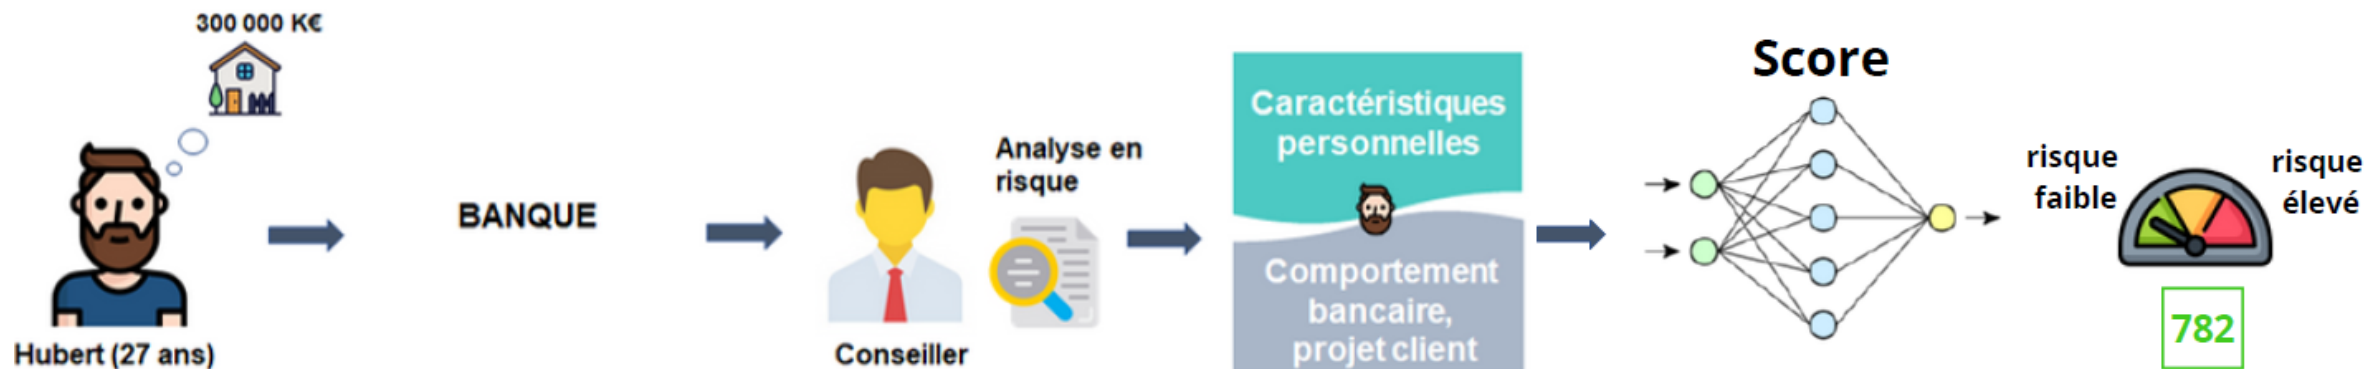 300 000 K€
Hubert (27 ans)
BANQUE
Conseiller
Analyse en
risque
Caractéristiques
personnelles
Comportement
bancaire,
projet client
Score
risque
faible
risque
élevé
782